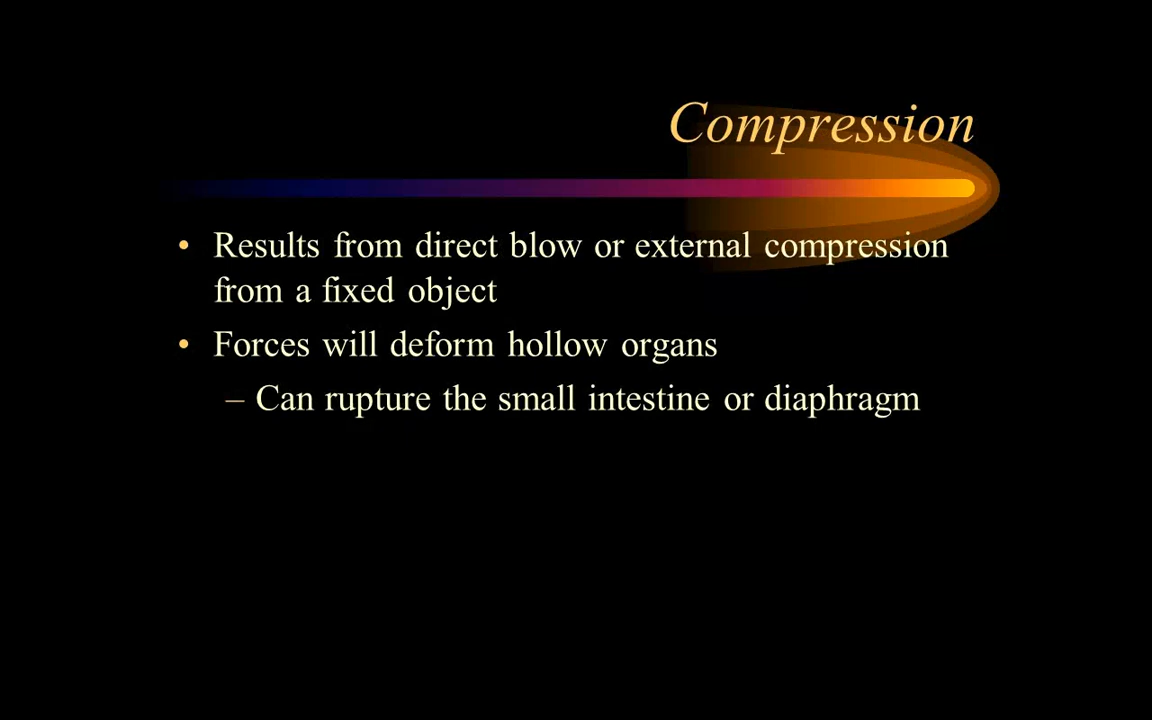 Compression
• Results from direct blow or external compression
from a fixed object
• Forces will deform hollow organs
– Can rupture the small intestine or diaphragm